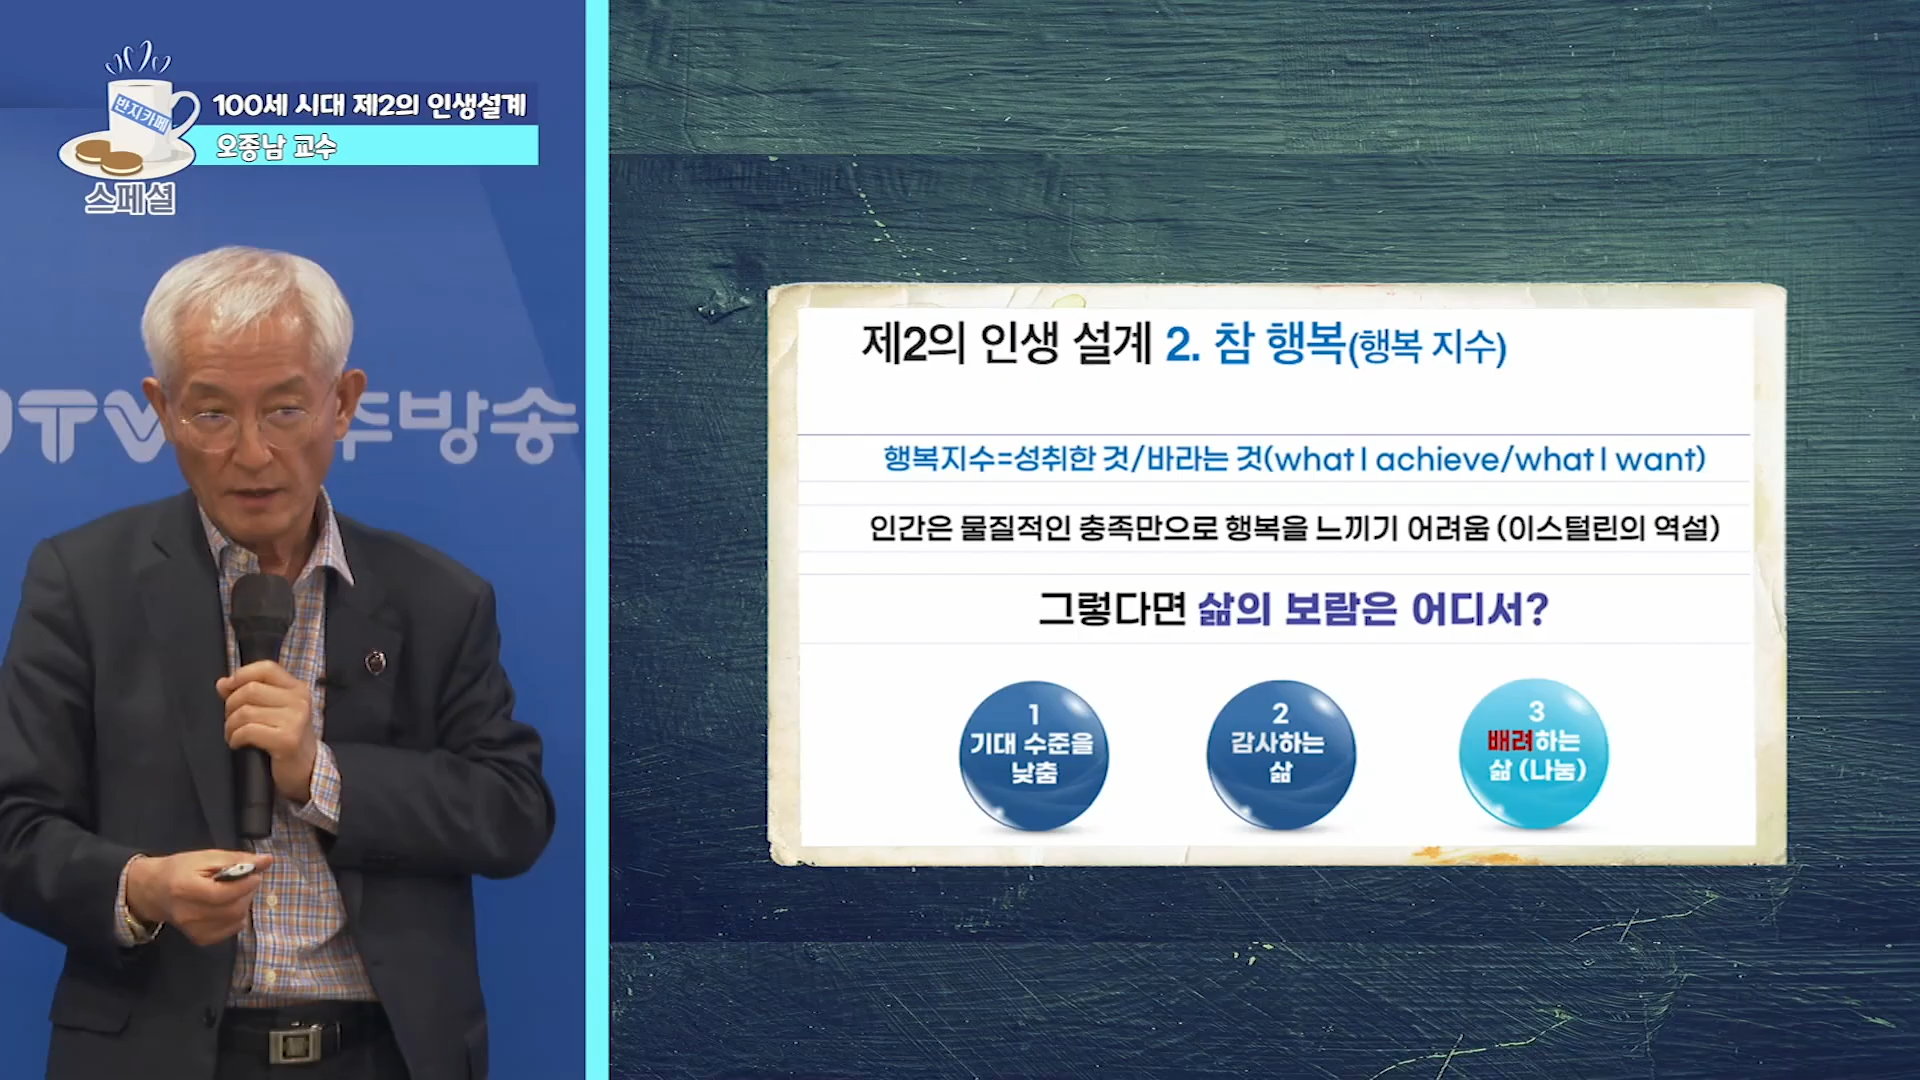 반지카페
스페셜
100세 시대 제2의 인생설계
오종남 교수
TV
주방송
제2의 인생 설계 2. 참 행복(행복 지수)
행복지수=성취한 것/바라는 것(what I achieve/what I want)
인간은 물질적인 충족만으로 행복을 느끼기 어려움 (이스털린의 역설)
그렇다면 삶의 보람은 어디서?
1
기대 수준을
낮춤
2
감사하는
삶
3
배려하는
삶 (나눔)